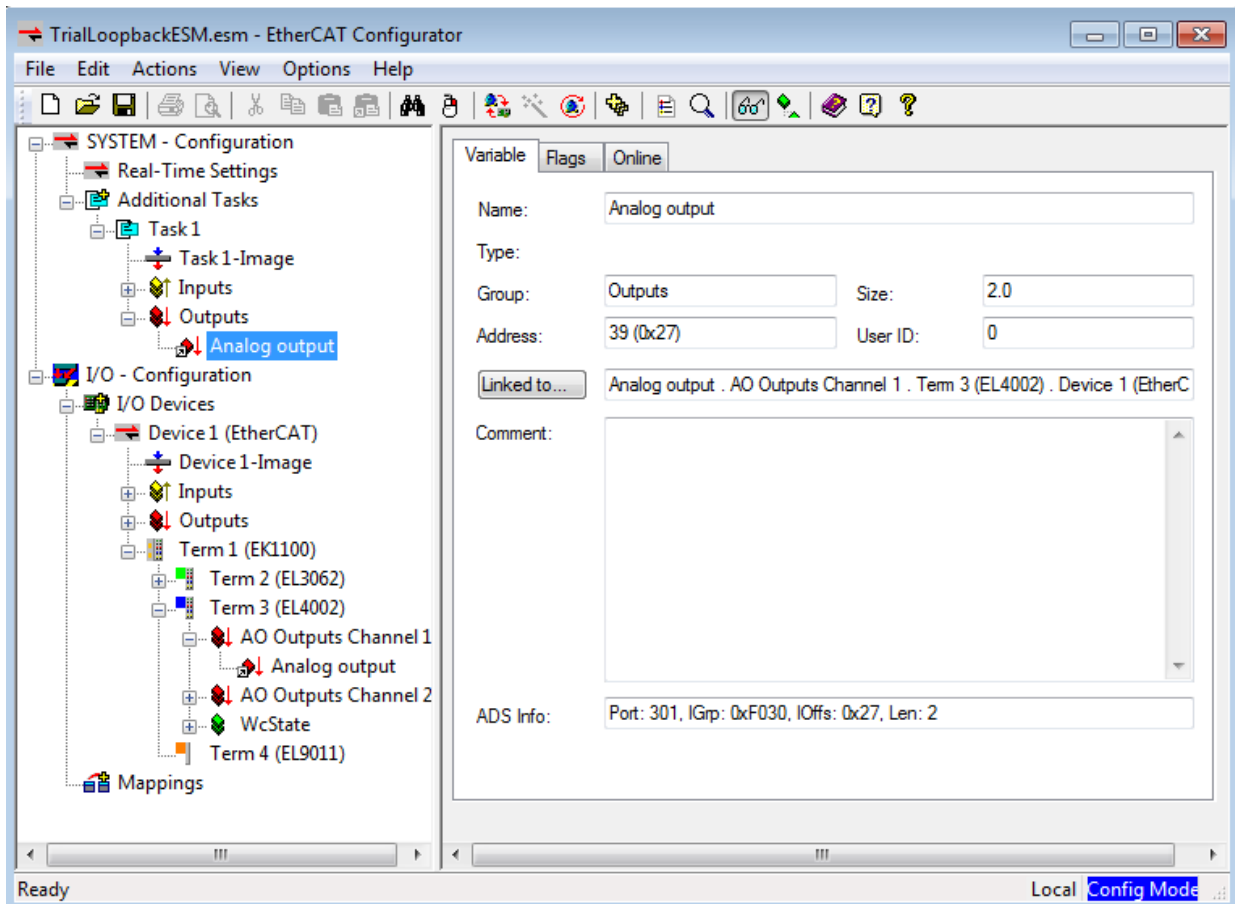 TrialLoopbackESM.esm - EtherCAT Configurator
File Edit Actions View Options Help
SYSTEM - Configuration
Real-Time Settings
Additional Tasks
Task 1
Task 1-Image
Inputs
Outputs
Analog output
I/O - Configuration
I/O Devices
Device 1 (EtherCAT)
Device 1-Image
Inputs
Outputs
Term 1 (EK1100)
Term 2 (EL3062)
Term 3 (EL4002)
AO Outputs Channel 1
Analog output
AO Outputs Channel 2
WcState
Term 4 (EL9011)
Mappings
Variable Flags Online
Name: Analog output
Type:
Group: Outputs Size: 2.0
Address: 39 (0x27) User ID: 0
Linked to... Analog output . AO Outputs Channel 1 . Term 3 (EL4002) . Device 1 (EtherC
Comment:
ADS Info: Port: 301, IGrp: 0xF030, IOffs: 0x27, Len: 2
Ready Local Config Mode